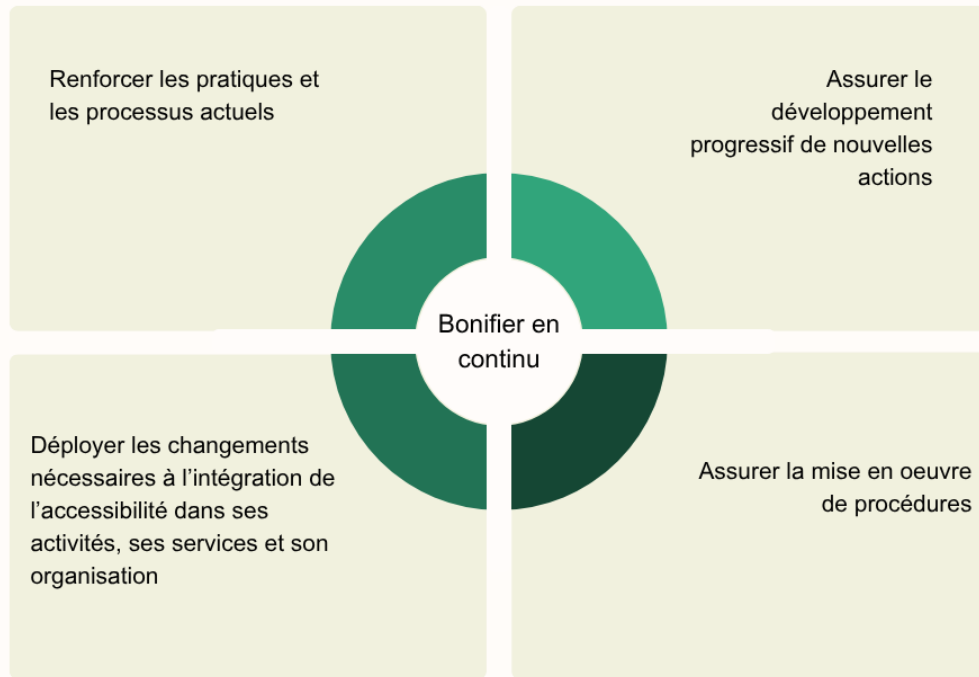 Renforcer les pratiques et
les processus actuels
Assurer le
développement
progressif de nouvelles
actions
Bonifier en
continu
Déployer les changements
nécessaires à l’intégration de
l’accessibilité dans ses
activités, ses services et son
organisation
Assurer la mise en oeuvre
de procédures